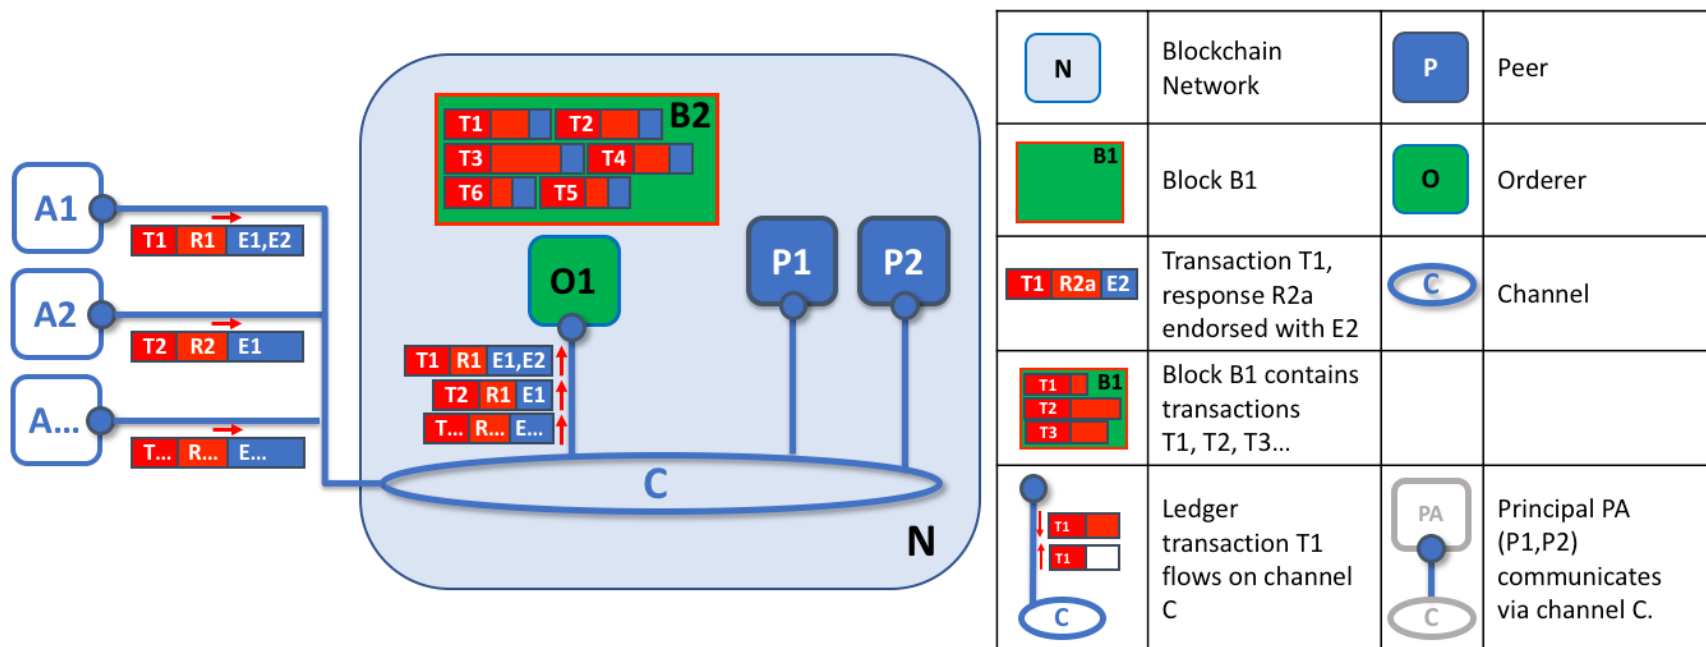 A1
T1 R1 E1,E2
A2
T2 R2 E1
A...
T... R... E...
B2
T1 T2
T3 T4
T6 T5
O1
P1 P2
T1 R1 E1,E2
T2 R1 E1
T... R... E...
C
N
N
Blockchain
Network
P
Peer
B1
Block B1
O
Orderer
T1 R2a E2
Transaction T1,
response R2a
endorsed with E2
C
Channel
T1 B1
T2
T3
Block B1 contains
transactions
T1, T2, T3...
T1
T1
C
Ledger
transaction T1
flows on channel
C
PA
C
Principal PA
(P1,P2)
communicates
via channel C.